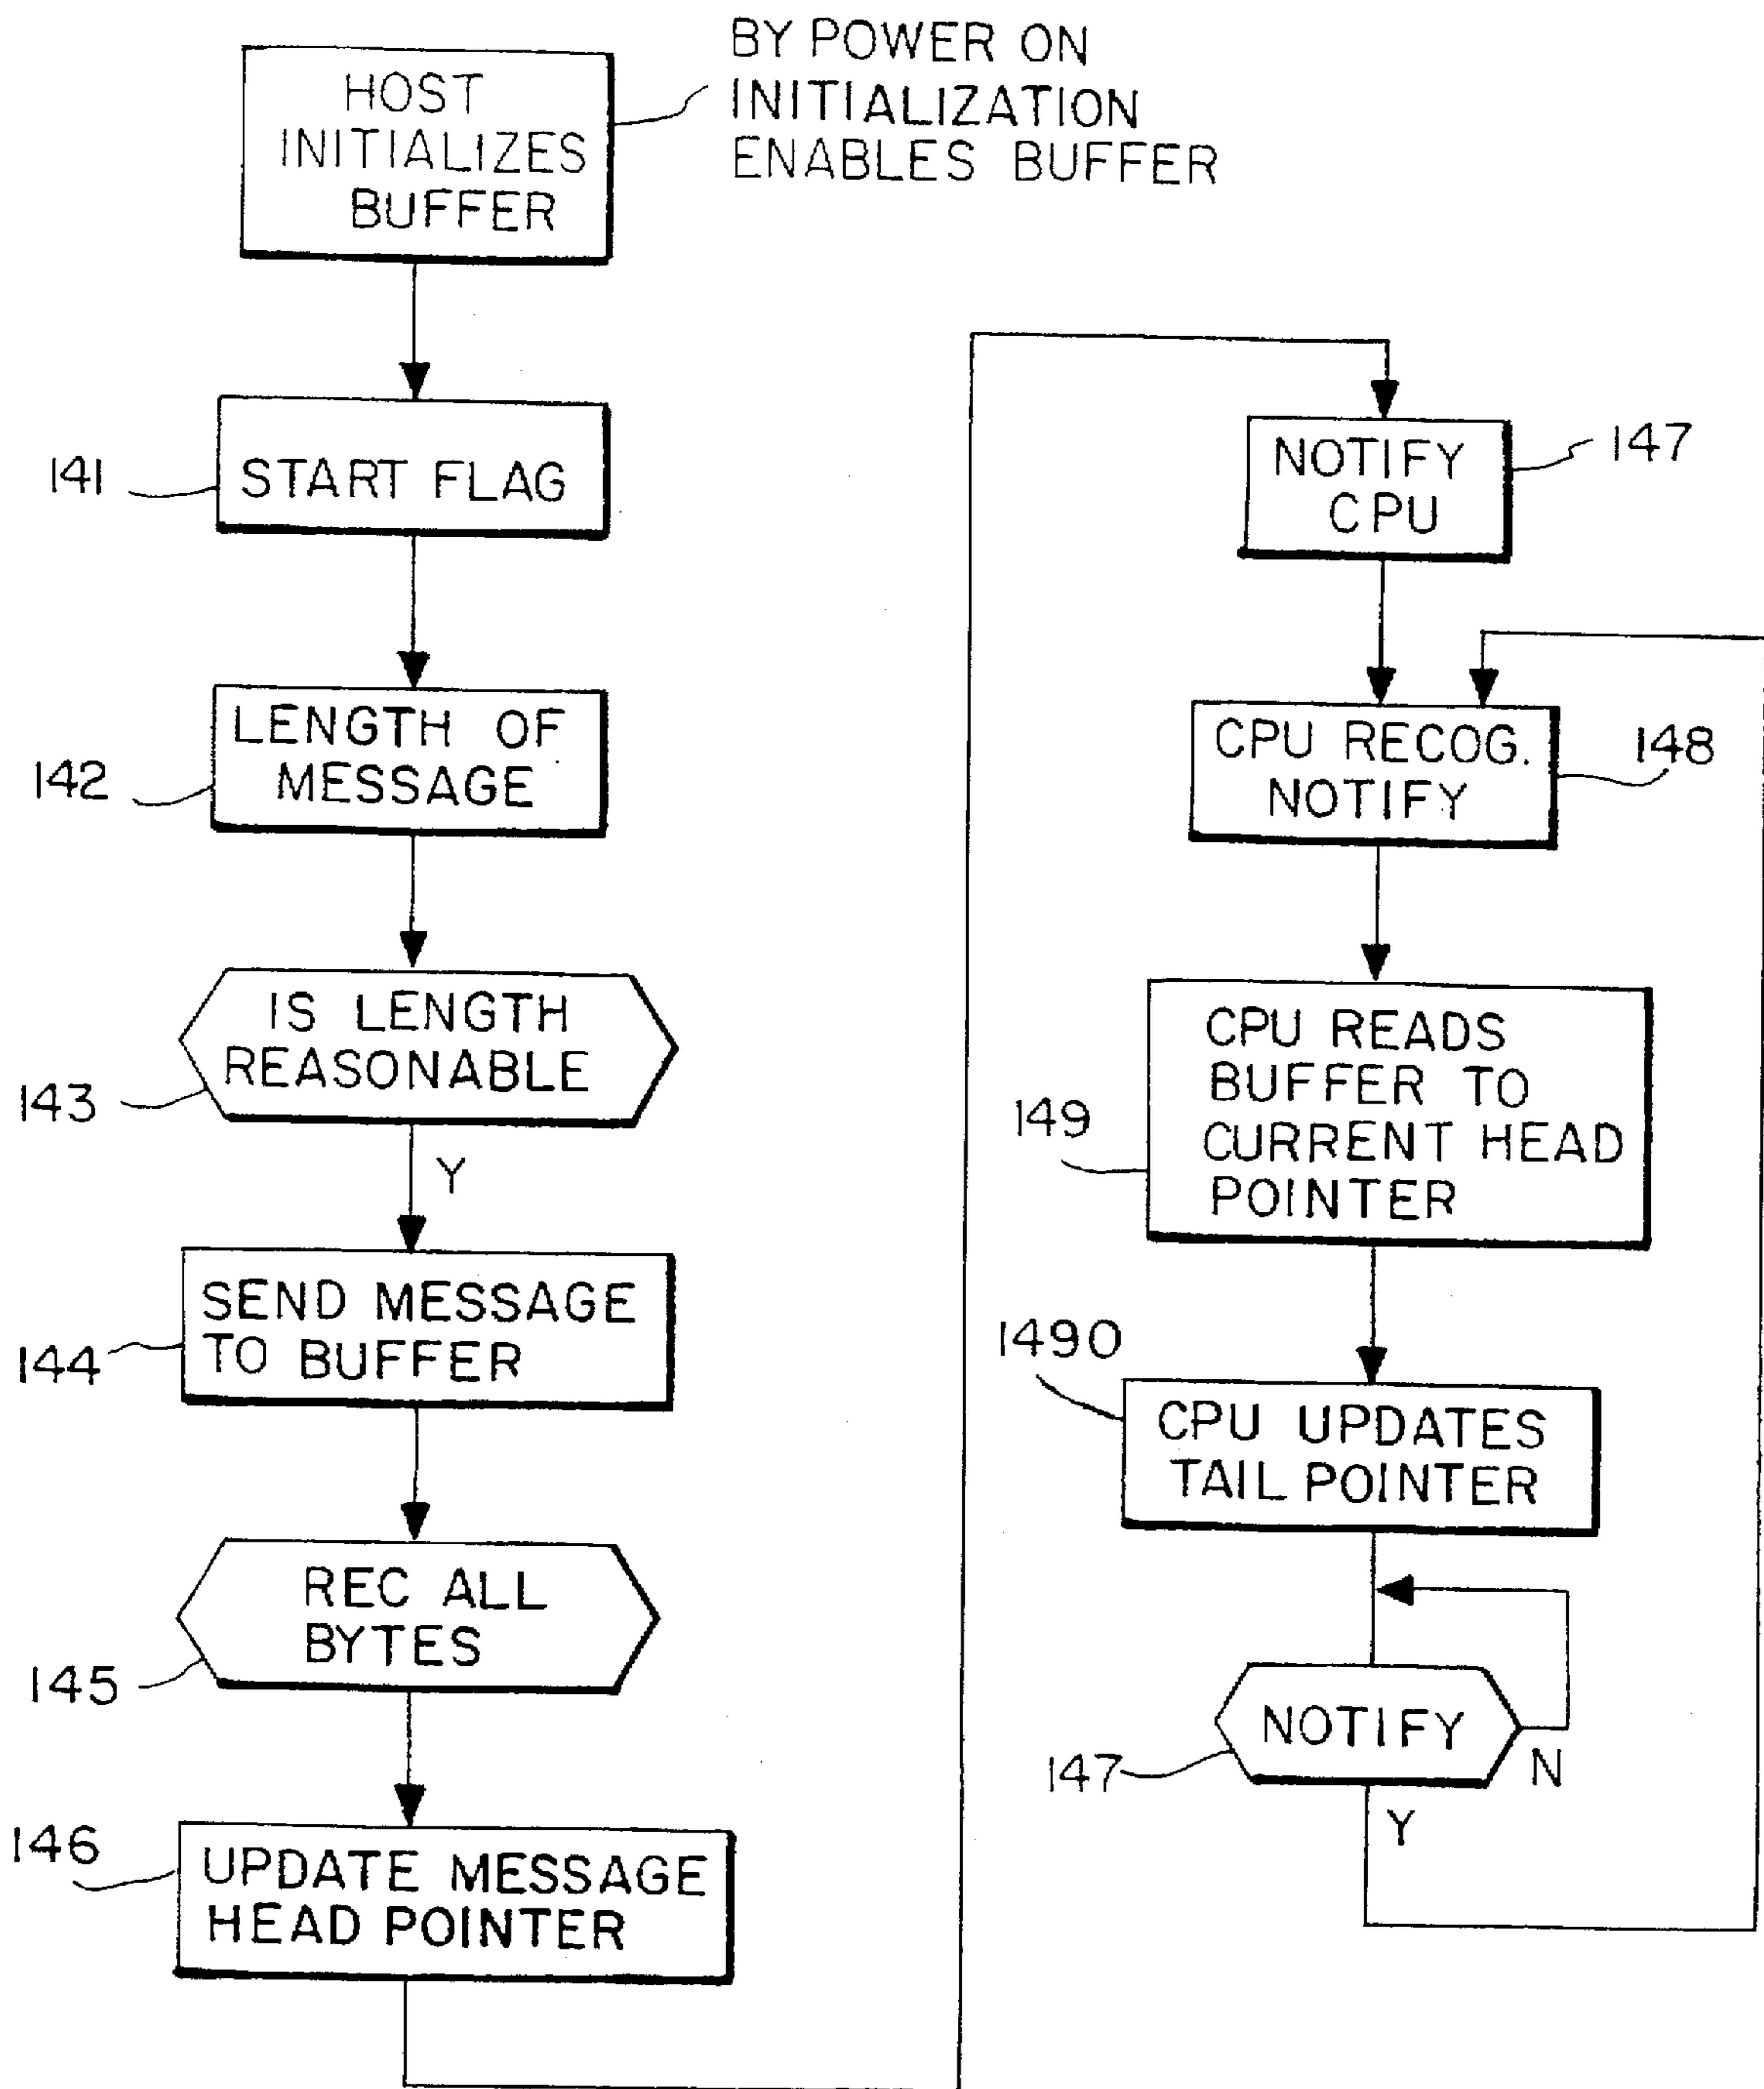 HOST
INITIALIZES
BUFFER
BY POWER ON
INITIALIZATION
ENABLES BUFFER
141
START FLAG
142
LENGTH OF
MESSAGE
143
IS LENGTH
REASONABLE
Y
144
SEND MESSAGE
TO BUFFER
145
REC ALL
BYTES
146
UPDATE MESSAGE
HEAD POINTER
NOTIFY
CPU
147
CPU RECOG.
NOTIFY
148
149
CPU READS
BUFFER TO
CURRENT HEAD
POINTER
1490
CPU UPDATES
TAIL POINTER
147
NOTIFY
N
Y